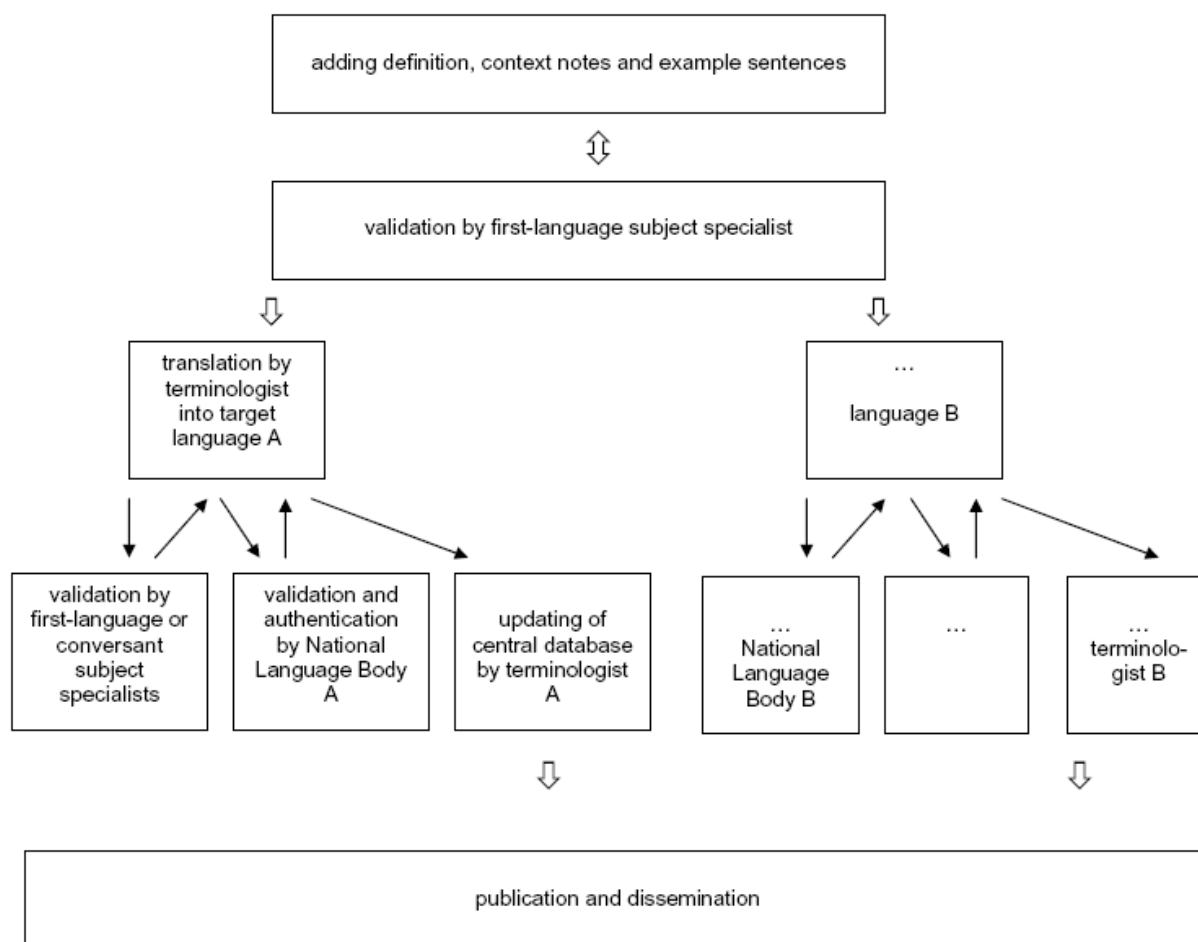 adding definition, context notes and example sentences
validation by first-language subject specialist
translation by
terminologist
into target
language A
…
language B
validation by
first-language or
conversant
subject
specialists
validation and
authentication
by National
Language Body
A
updating of
central database
by terminologist
A
…
National
Language
Body B
…
…
terminolo-
gist B
publication and dissemination